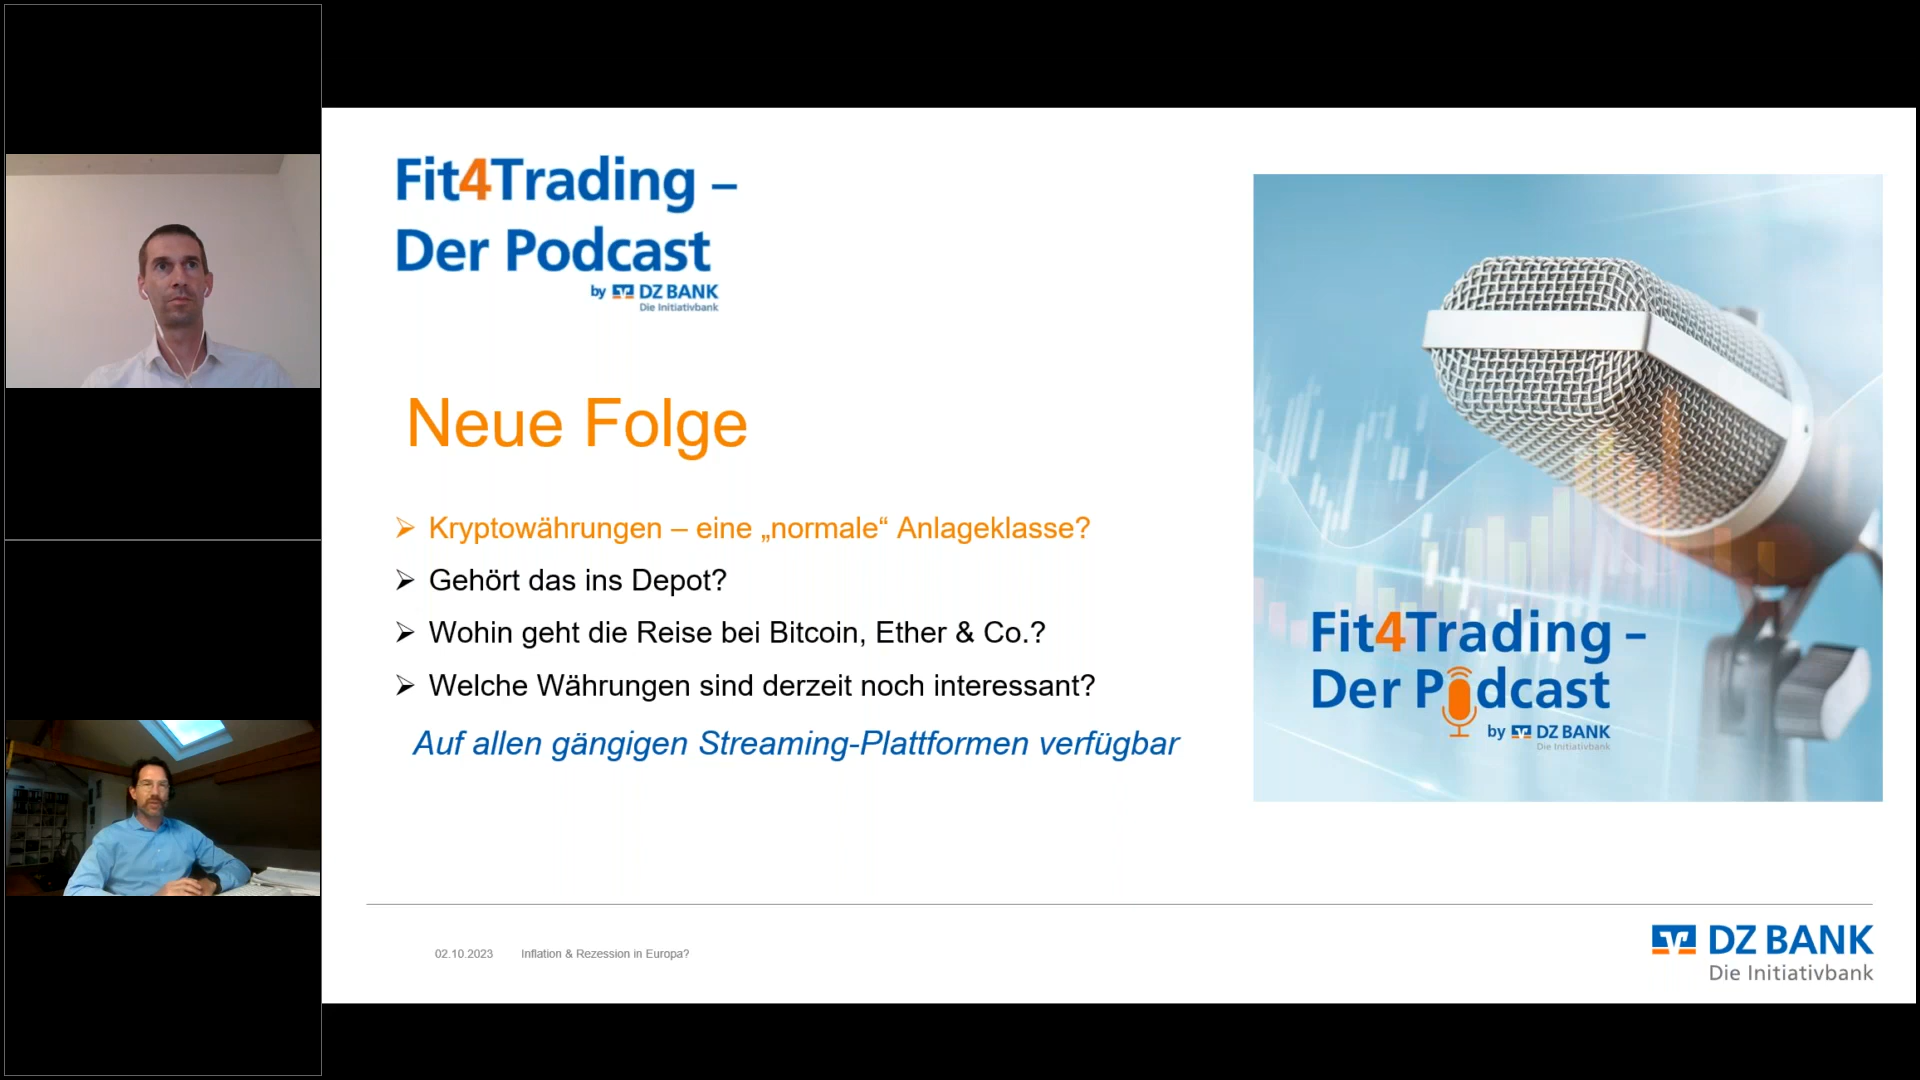 Fit4Trading –
Der Podcast
by DZ BANK
Die Initiativbank
Neue Folge
➢ Kryptowährungen – eine „normale“ Anlageklasse?
➢ Gehört das ins Depot?
➢ Wohin geht die Reise bei Bitcoin, Ether & Co.?
➢ Welche Währungen sind derzeit noch interessant?
Auf allen gängigen Streaming-Plattformen verfügbar
Fit4Trading –
Der Podcast
by DZ BANK
Die Initiativbank
02.10.2023 Inflation & Rezession in Europa?
DZ BANK
Die Initiativbank